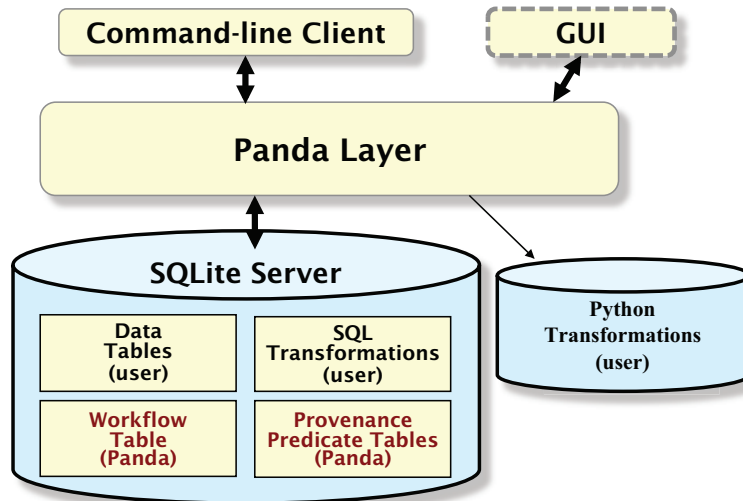 Command-line Client
GUI
Panda Layer
SQLite Server
Data
Tables
(user)
SQL
Transformations
(user)
Workflow
Table
(Panda)
Provenance
Predicate Tables
(Panda)
Python
Transformations
(user)